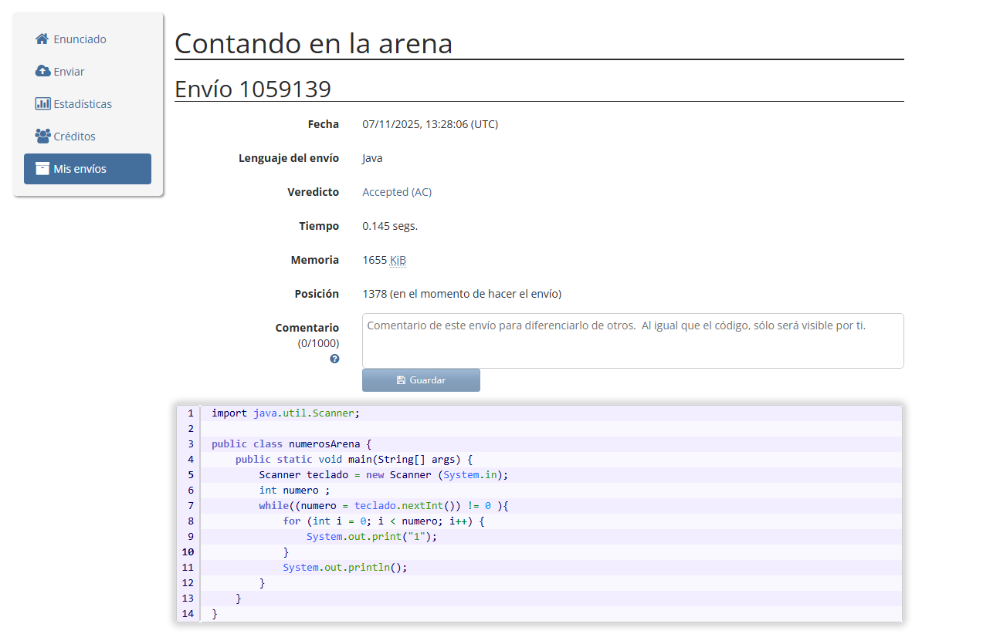 Enunciado
Enviar
Estadísticas
Créditos
Mis envíos
Contando en la arena
Envío 1059139
Fecha 07/11/2025, 13:28:06 (UTC)
Lenguaje del envío Java
Veredicto Accepted (AC)
Tiempo 0.145 segs.
Memoria 1655 KiB
Posición 1378 (en el momento de hacer el envío)
Comentario
(0/1000)
?
Comentario de este envío para diferenciarlo de otros.  Al igual que el código, sólo será visible por ti.
Guardar
1 import java.util.Scanner;
2
3 public class numerosArena {
4     public static void main(String[] args) {
5         Scanner teclado = new Scanner (System.in);
6         int numero ;
7         while((numero = teclado.nextInt()) != 0 ){
8             for (int i = 0; i < numero; i++) {
9                 System.out.print("1");
10             }
11             System.out.println();
12         }
13     }
14 }